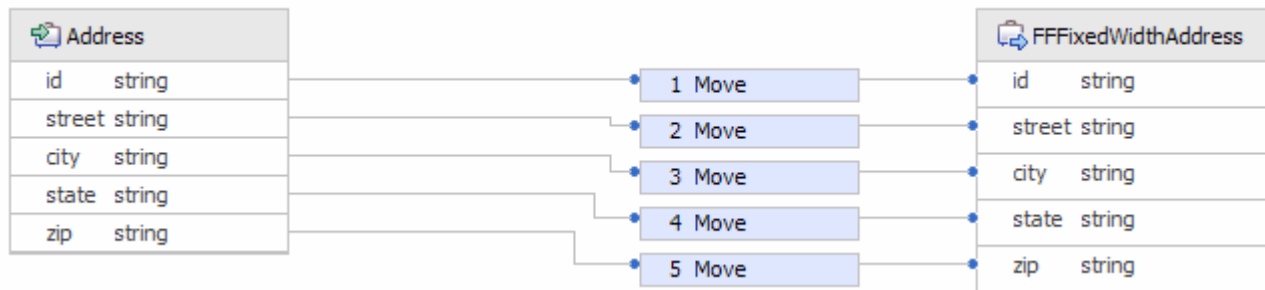 Address
FFFixedWidthAddress
id string
1 Move
id string
street string
2 Move
street string
city string
3 Move
city string
state string
4 Move
state string
zip string
5 Move
zip string